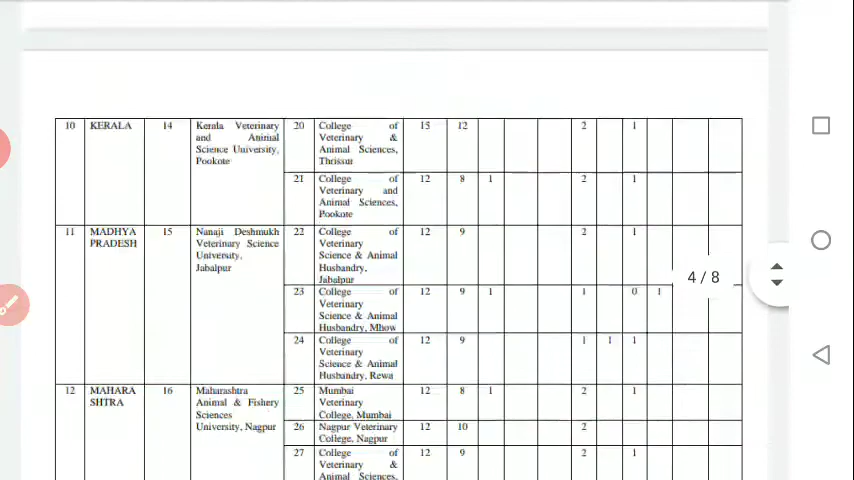 10 KERALA 14 Kerala Veterinary and Animal Science University, Pookote 20 College of Veterinary & Animal Sciences, Thrissur 15 12 2 1
21 College of Veterinary and Animal Sciences, Pookote 12 8 1 2 1
11 MADHYA PRADESH 15 Nanaji Deshmukh Veterinary Science University, Jabalpur 22 College of Veterinary Science & Animal Husbandry, Jabalpur 12 9 2 1
4 / 8
23 College of Veterinary Science & Animal Husbandry, Mhow 12 9 1 1 0 1
24 College of Veterinary Science & Animal Husbandry, Rewa 12 9 1 1 1
12 MAHARA SHTRA 16 Maharashtra Animal & Fishery Sciences University, Nagpur 25 Mumbai Veterinary College, Mumbai 12 8 1 2 1
26 Nagpur Veterinary College, Nagpur 12 10 2
27 College of Veterinary & Animal Sciences, 12 9 2 1